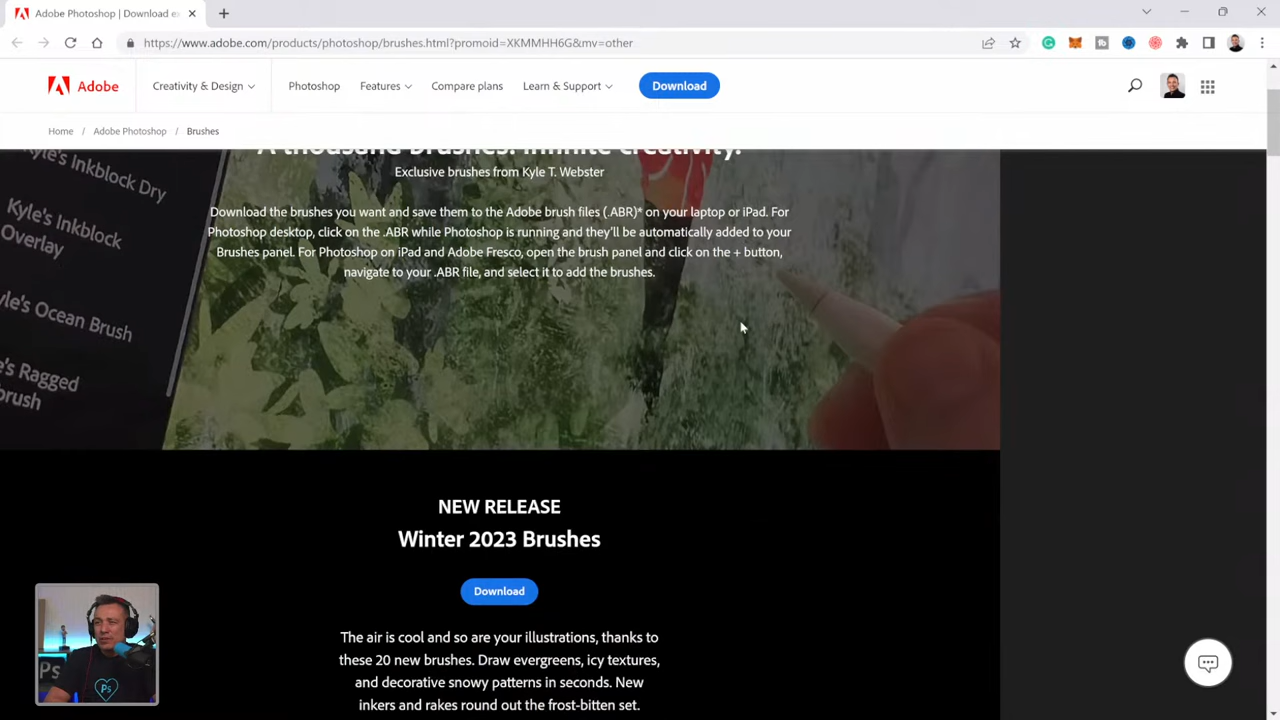 Adobe Photoshop | Download ex
https://www.adobe.com/products/photoshop/brushes.html?promoid=XKMMHH6G&mv=other
Adobe
Creativity & Design
Photoshop
Features
Compare plans
Learn & Support
Download
Home / Adobe Photoshop / Brushes
A thousand brushes. Infinite creativity.
Exclusive brushes from Kyle T. Webster
Download the brushes you want and save them to the Adobe brush files (.ABR)* on your laptop or iPad. For
Photoshop desktop, click on the .ABR while Photoshop is running and they'll be automatically added to your
Brushes panel. For Photoshop on iPad and Adobe Fresco, open the brush panel and click on the + button,
navigate to your .ABR file, and select it to add the brushes.
Kyle's Inkblock Dry
Kyle's Inkblock
Overlay
le's Ocean Brush
e's Ragged
brush
NEW RELEASE
Winter 2023 Brushes
Download
The air is cool and so are your illustrations, thanks to
these 20 new brushes. Draw evergreens, icy textures,
and decorative snowy patterns in seconds. New
inkers and rakes round out the frost-bitten set.
Ps
Ps